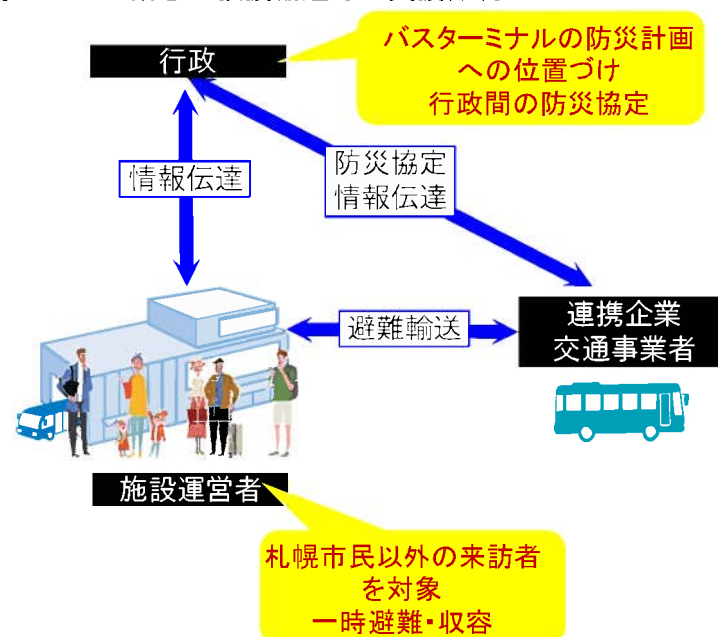 行政
バスターミナルの防災計画
への位置づけ
行政間の防災協定
情報伝達
防災協定
情報伝達
避難輸送
連携企業
交通事業者
施設運営者
札幌市民以外の来訪者
を対象
一時避難・収容